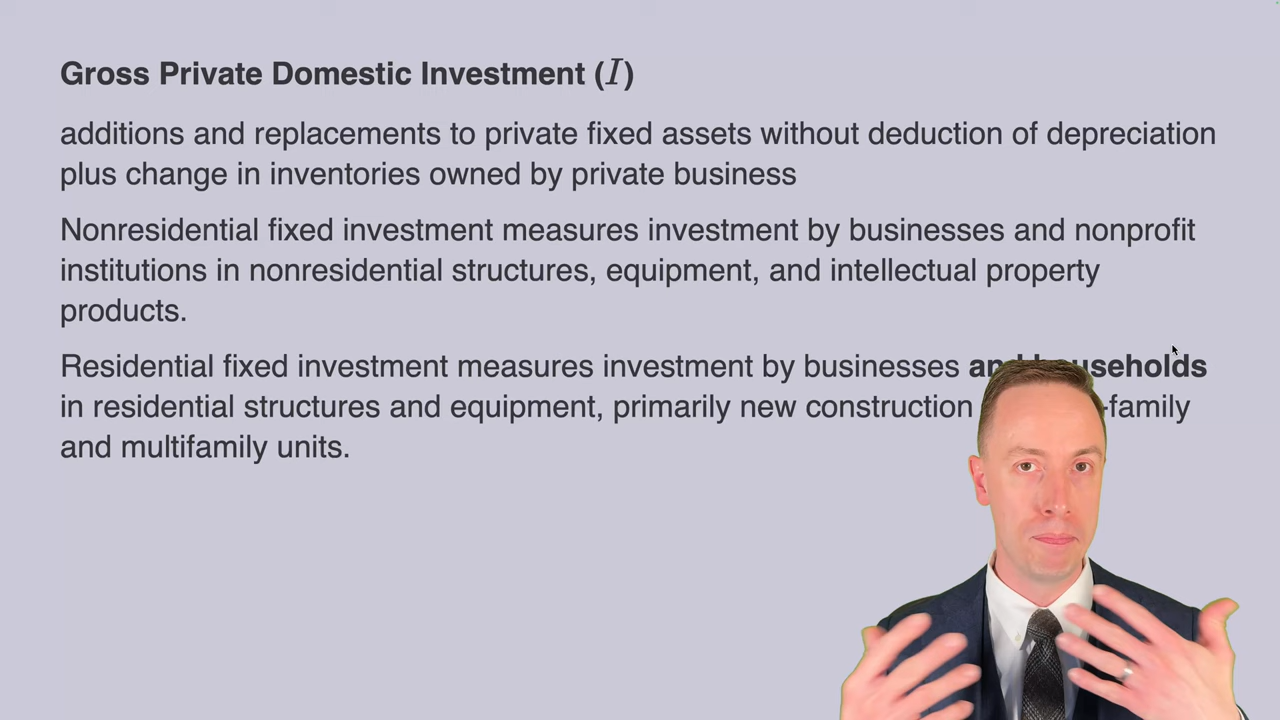 Gross Private Domestic Investment (I)
additions and replacements to private fixed assets without deduction of depreciation
plus change in inventories owned by private business
Nonresidential fixed investment measures investment by businesses and nonprofit
institutions in nonresidential structures, equipment, and intellectual property
products.
Residential fixed investment measures investment by businesses and households
in residential structures and equipment, primarily new construction -family
and multifamily units.